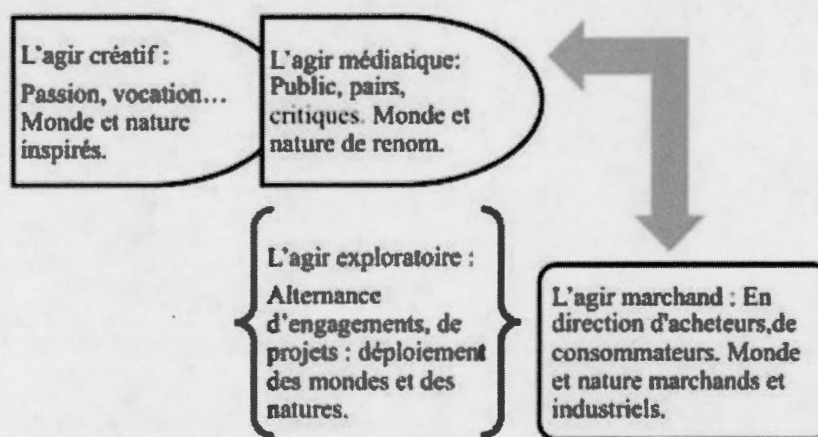 L'agir créatif :
Passion, vocation...
Monde et nature
inspirés.
L'agir médiatique:
Public, pairs,
critiques. Monde et
nature de renom.
L'agir exploratoire :
Alternance
d'engagements, de
projets : déploiement
des mondes et des
natures.
L'agir marchand : En
direction d'acheteurs,de
consommateurs. Monde
et nature marchands et
industriels.